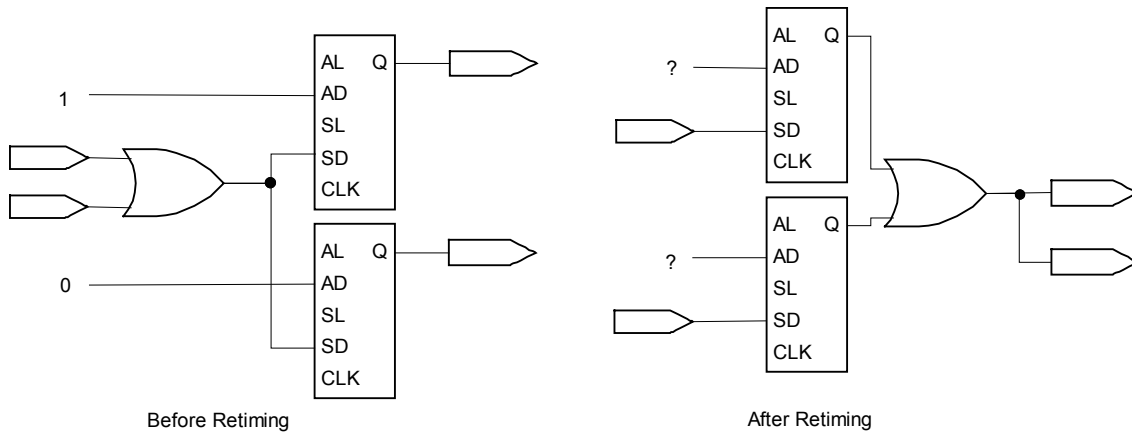 AL Q
AD
SL
SD
CLK
1
AL Q
AD
SL
SD
CLK
0
Before Retiming
AL Q
AD
SL
SD
CLK
?
AL Q
AD
SL
SD
CLK
?
After Retiming